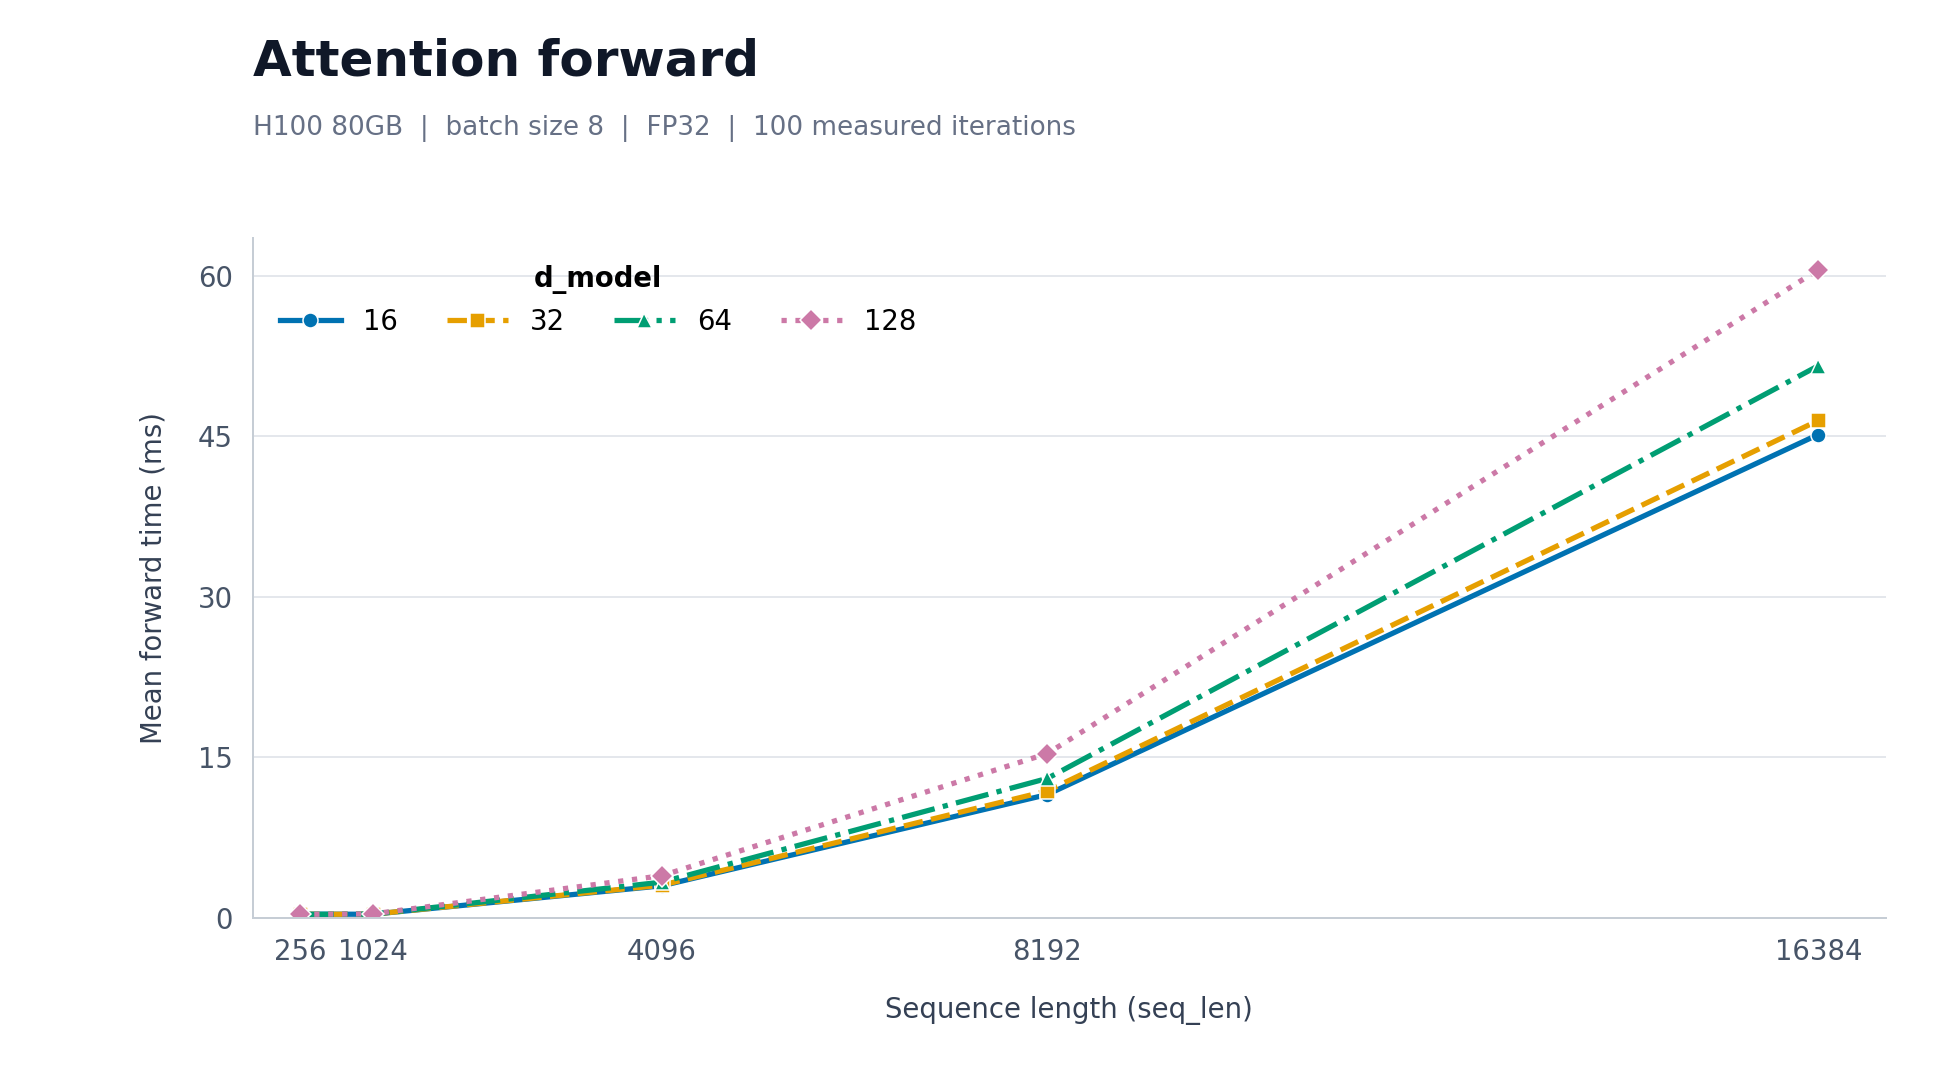 Attention forward
H100 80GB | batch size 8 | FP32 | 100 measured iterations
d_model
16 32 64 128
Mean forward time (ms)
60
45
30
15
0
256 1024 4096 8192 16384
Sequence length (seq_len)